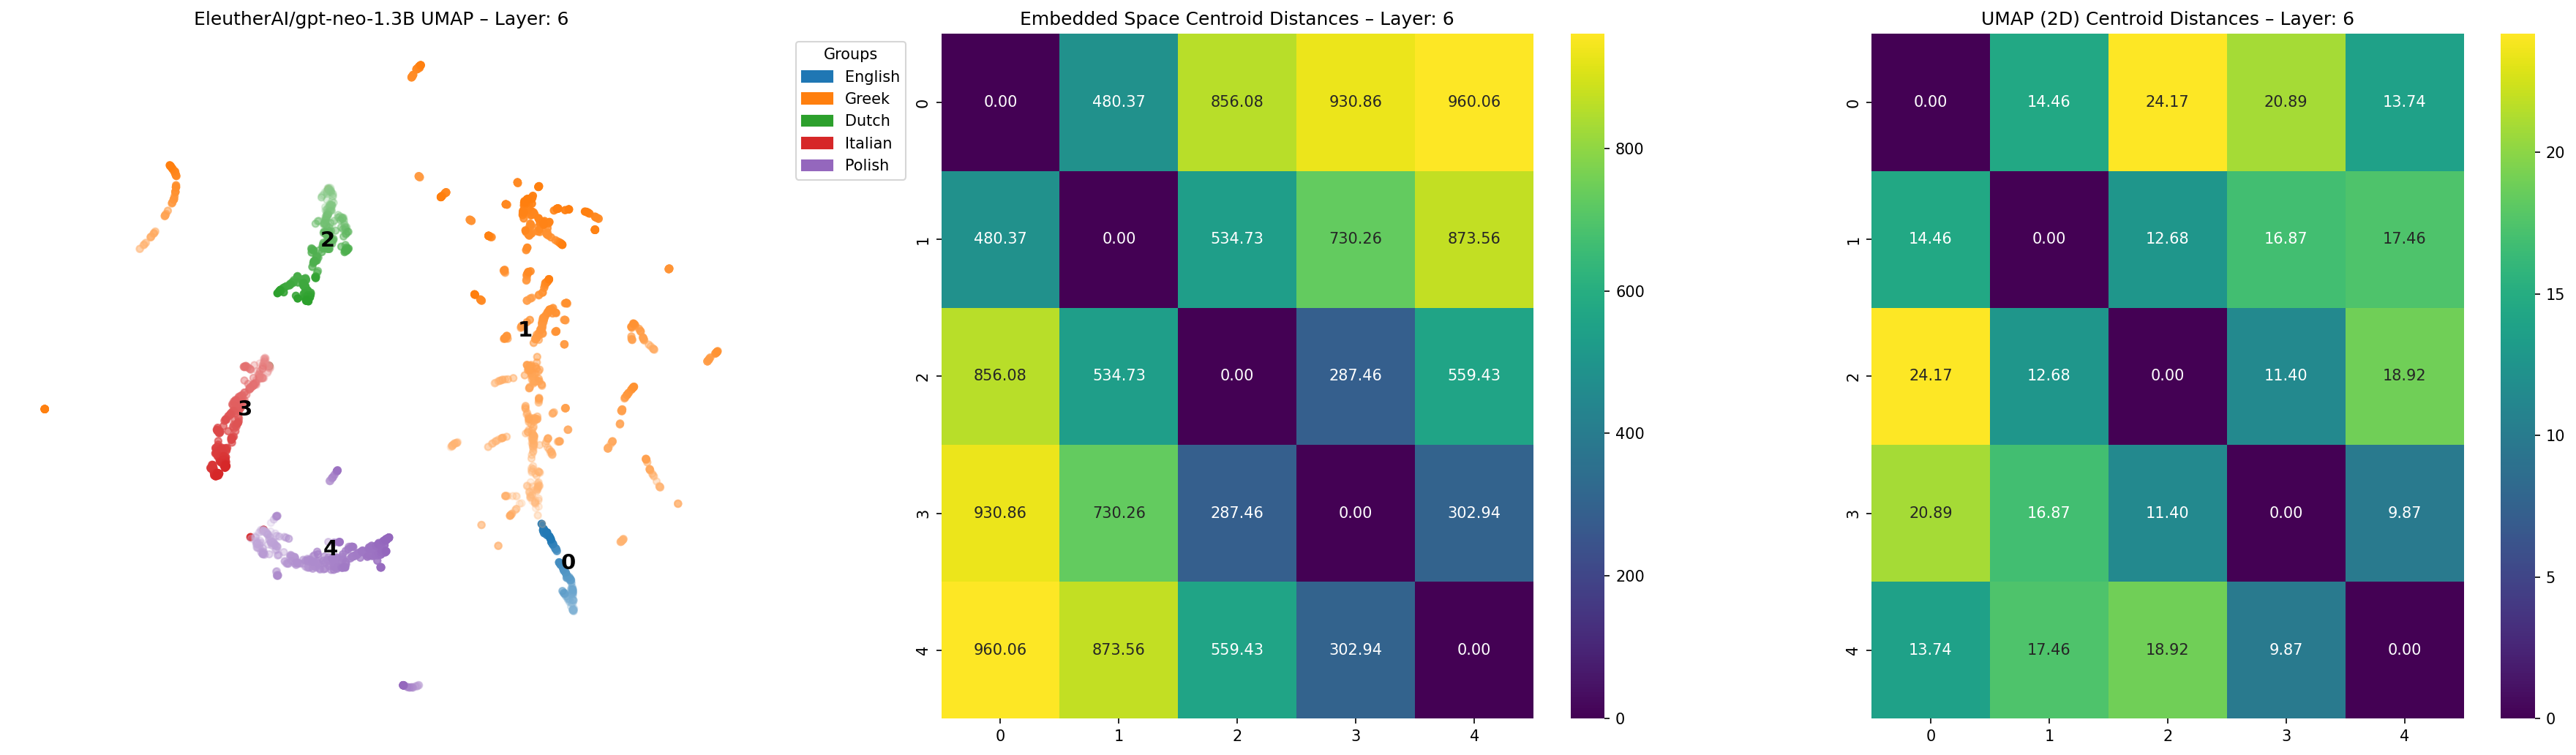 EleutherAI/gpt-neo-1.3B UMAP – Layer: 6
Groups
English
Greek
Dutch
Italian
Polish
2
1
3
4
0
Embedded Space Centroid Distances – Layer: 6
0 0.00 480.37 856.08 930.86 960.06
1 480.37 0.00 534.73 730.26 873.56
2 856.08 534.73 0.00 287.46 559.43
3 930.86 730.26 287.46 0.00 302.94
4 960.06 873.56 559.43 302.94 0.00
0 1 2 3 4
800
600
400
200
0
UMAP (2D) Centroid Distances – Layer: 6
0 0.00 14.46 24.17 20.89 13.74
1 14.46 0.00 12.68 16.87 17.46
2 24.17 12.68 0.00 11.40 18.92
3 20.89 16.87 11.40 0.00 9.87
4 13.74 17.46 18.92 9.87 0.00
0 1 2 3 4
20
15
10
5
0